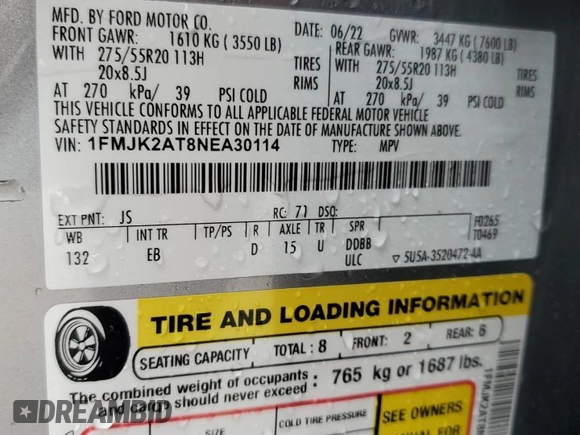 MFD. BY FORD MOTOR CO.
06/22 GVWR: 3447 KG (7600 LB)
FRONT GAWR: 1610 KG (3550 LB) REAR GAWR: 1987 KG (4380 LB)
WITH 275/55R20 113H TIRES WITH 275/55R20 113H TIRES
20x8.5J RIMS 20x8.5J RIMS
AT 270 kPa/ 39 PSI COLD AT 270 kPa/ 39 PSI COLD
THIS VEHICLE CONFORMS TO ALL APPLICABLE FEDERAL MOTOR VEHICLE
SAFETY STANDARDS IN EFFECT ON THE DATE OF MANUFACTURE SHOWN ABOVE.
VIN: 1FMJK2AT8NEA30114 TYPE: MPV
EXT PNT: JS RC: 71 DSO: F0265
WB INT TR TP/PS R AXLE TR SPR T0469
132 EB D 15 U DDBB
ULC 5U5A-3520472-AA
TIRE AND LOADING INFORMATION
SEATING CAPACITY TOTAL: 8 FRONT: 2 REAR: 6
The combined weight of occupants and cargo should never exceed: 765 kg or 1687 lbs.
SIZE COLD TIRE PRESSURE SEE OWNERS
DREAMBID